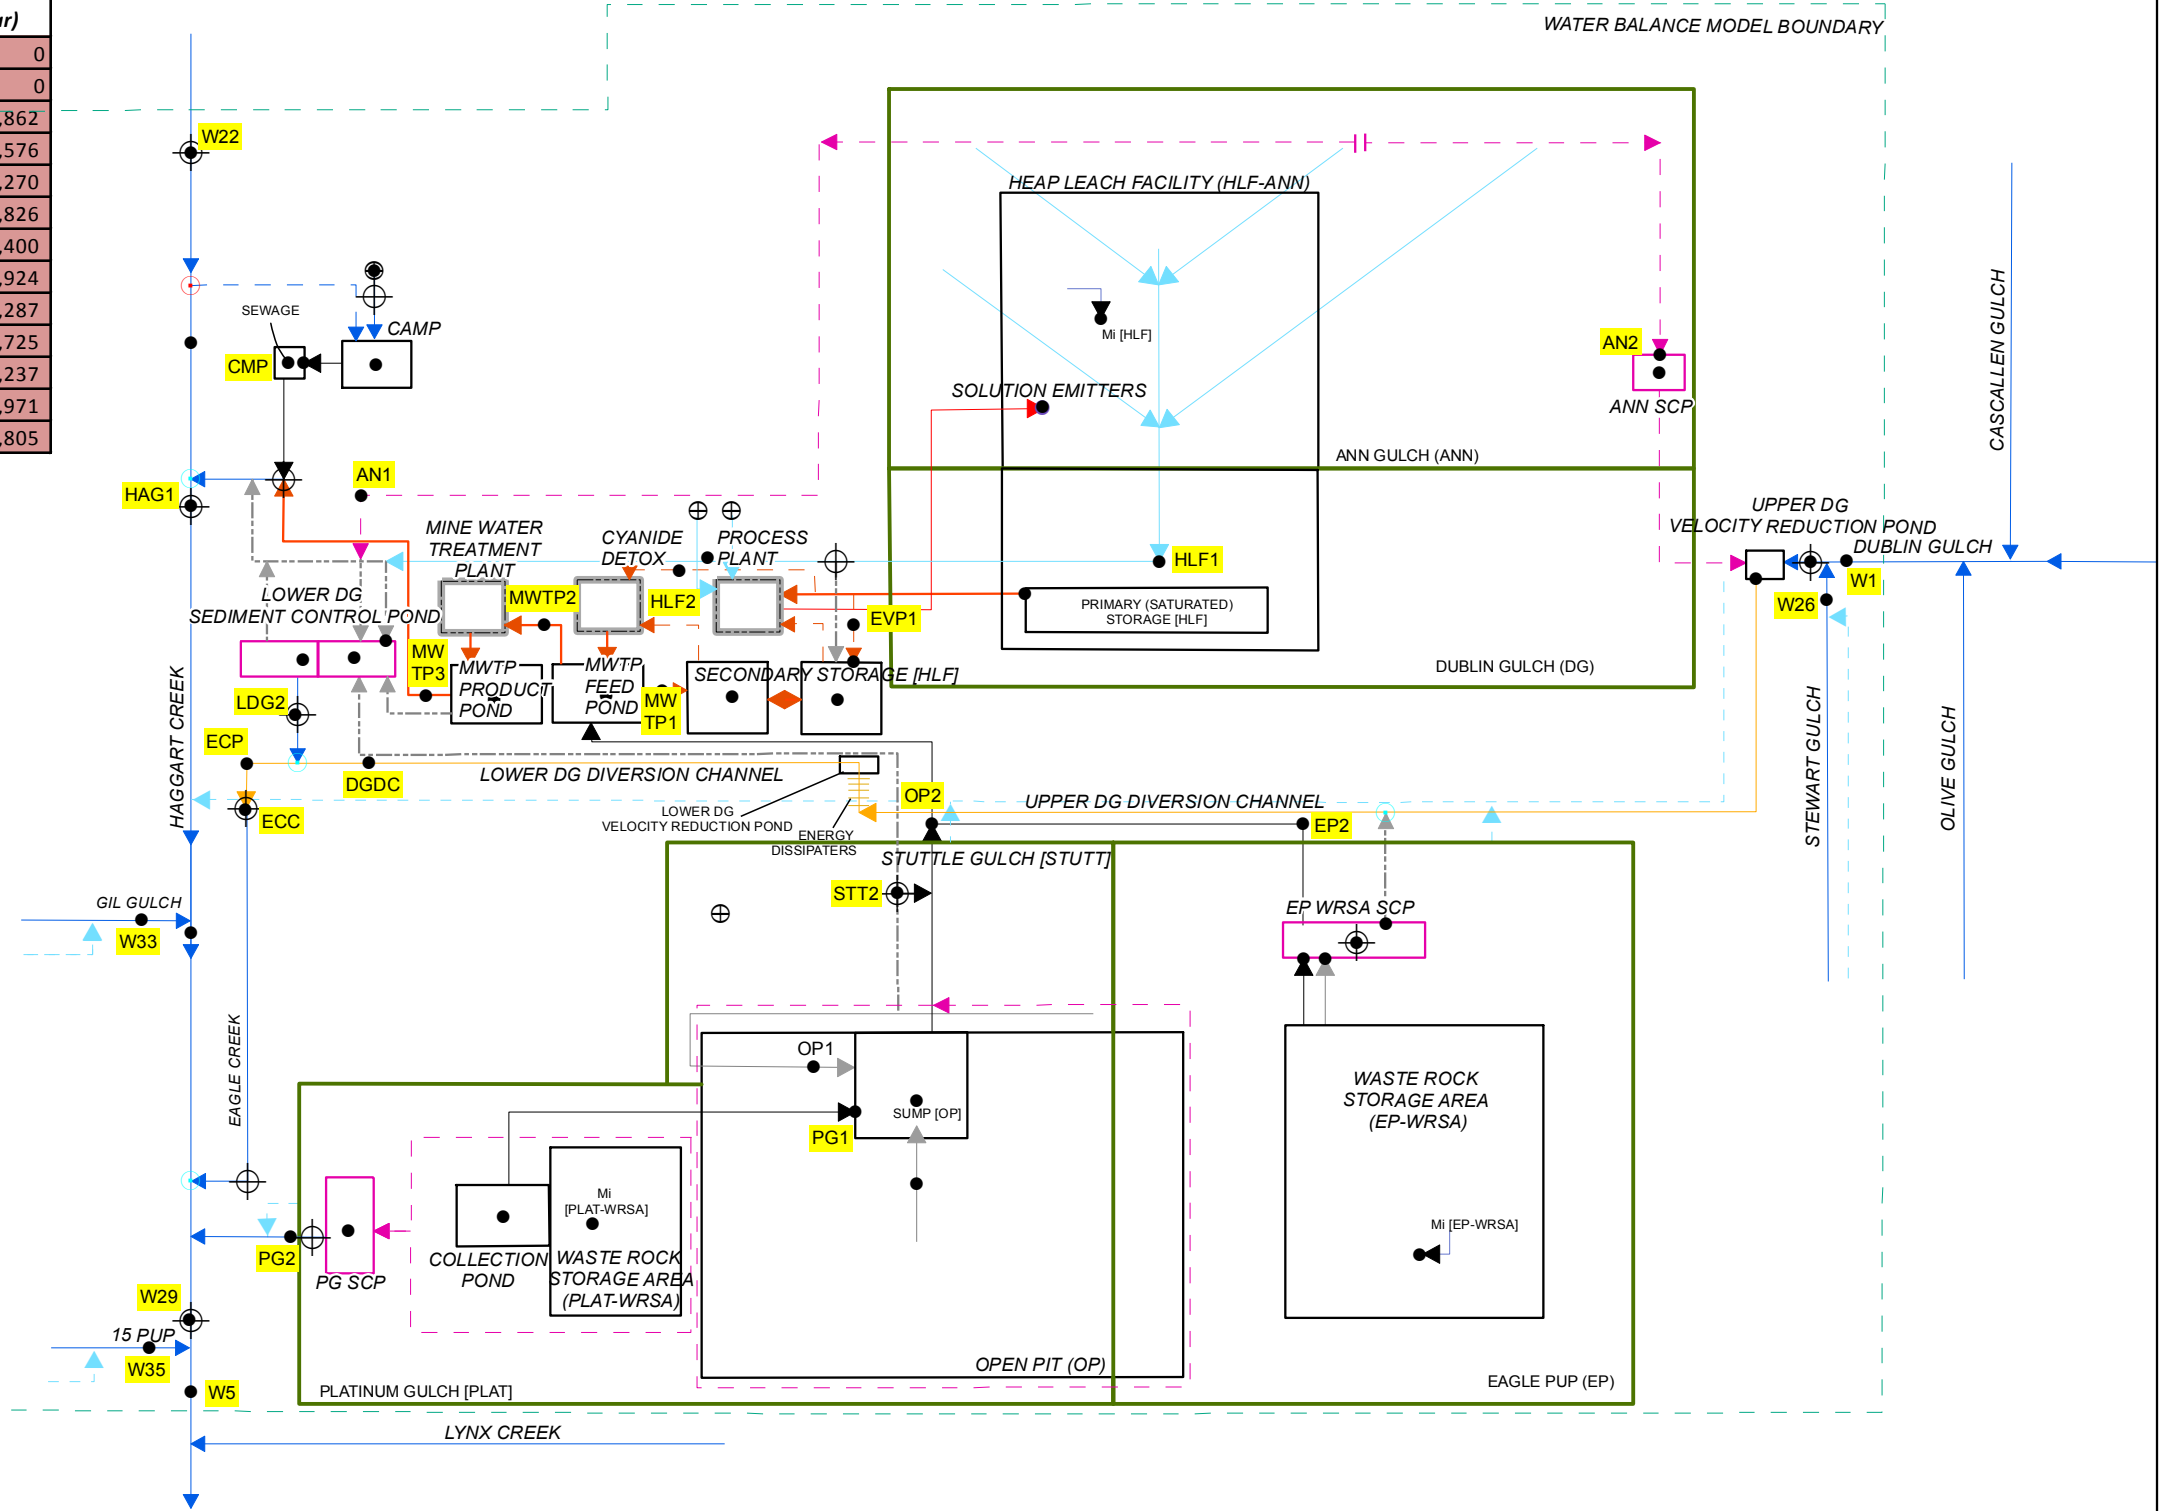 ur)
0
0
,862
,576
,270
,826
,400
,924
,287
,725
,237
,971
,805
WATER BALANCE MODEL BOUNDARY
W22
HEAP LEACH FACILITY (HLF-ANN)
SEWAGE
CAMP
CMP
Mi [HLF]
SOLUTION EMITTERS
AN2
ANN SCP
CASCALLEN GULCH
ANN GULCH (ANN)
AN1
HAG1
MINE WATER
TREATMENT
PLANT
CYANIDE
DETOX
PROCESS
PLANT
HLF1
UPPER DG
VELOCITY REDUCTION POND
DUBLIN GULCH
W1
W26
LOWER DG
SEDIMENT CONTROL POND
MWTP2
HLF2
EVP1
PRIMARY (SATURATED)
STORAGE [HLF]
DUBLIN GULCH (DG)
MW
TP3
MWTP
PRODUCT
POND
MWTP
FEED
POND
MW
TP1
SECONDARY STORAGE [HLF]
LDG2
ECP
DGDC
LOWER DG DIVERSION CHANNEL
HAGGART CREEK
ECC
LOWER DG
VELOCITY REDUCTION POND
ENERGY
DISSIPATERS
OP2
UPPER DG DIVERSION CHANNEL
EP2
STEWART GULCH
OLIVE GULCH
STUTTLE GULCH [STUTT]
STT2
GIL GULCH
W33
EP WRSA SCP
EAGLE CREEK
OP1
SUMP [OP]
PG1
WASTE ROCK
STORAGE AREA
(EP-WRSA)
Mi [EP-WRSA]
Mi
[PLAT-WRSA]
COLLECTION
POND
WASTE ROCK
STORAGE AREA
(PLAT-WRSA)
PG2
PG SCP
W29
15 PUP
W35
W5
OPEN PIT (OP)
PLATINUM GULCH [PLAT]
EAGLE PUP (EP)
LYNX CREEK